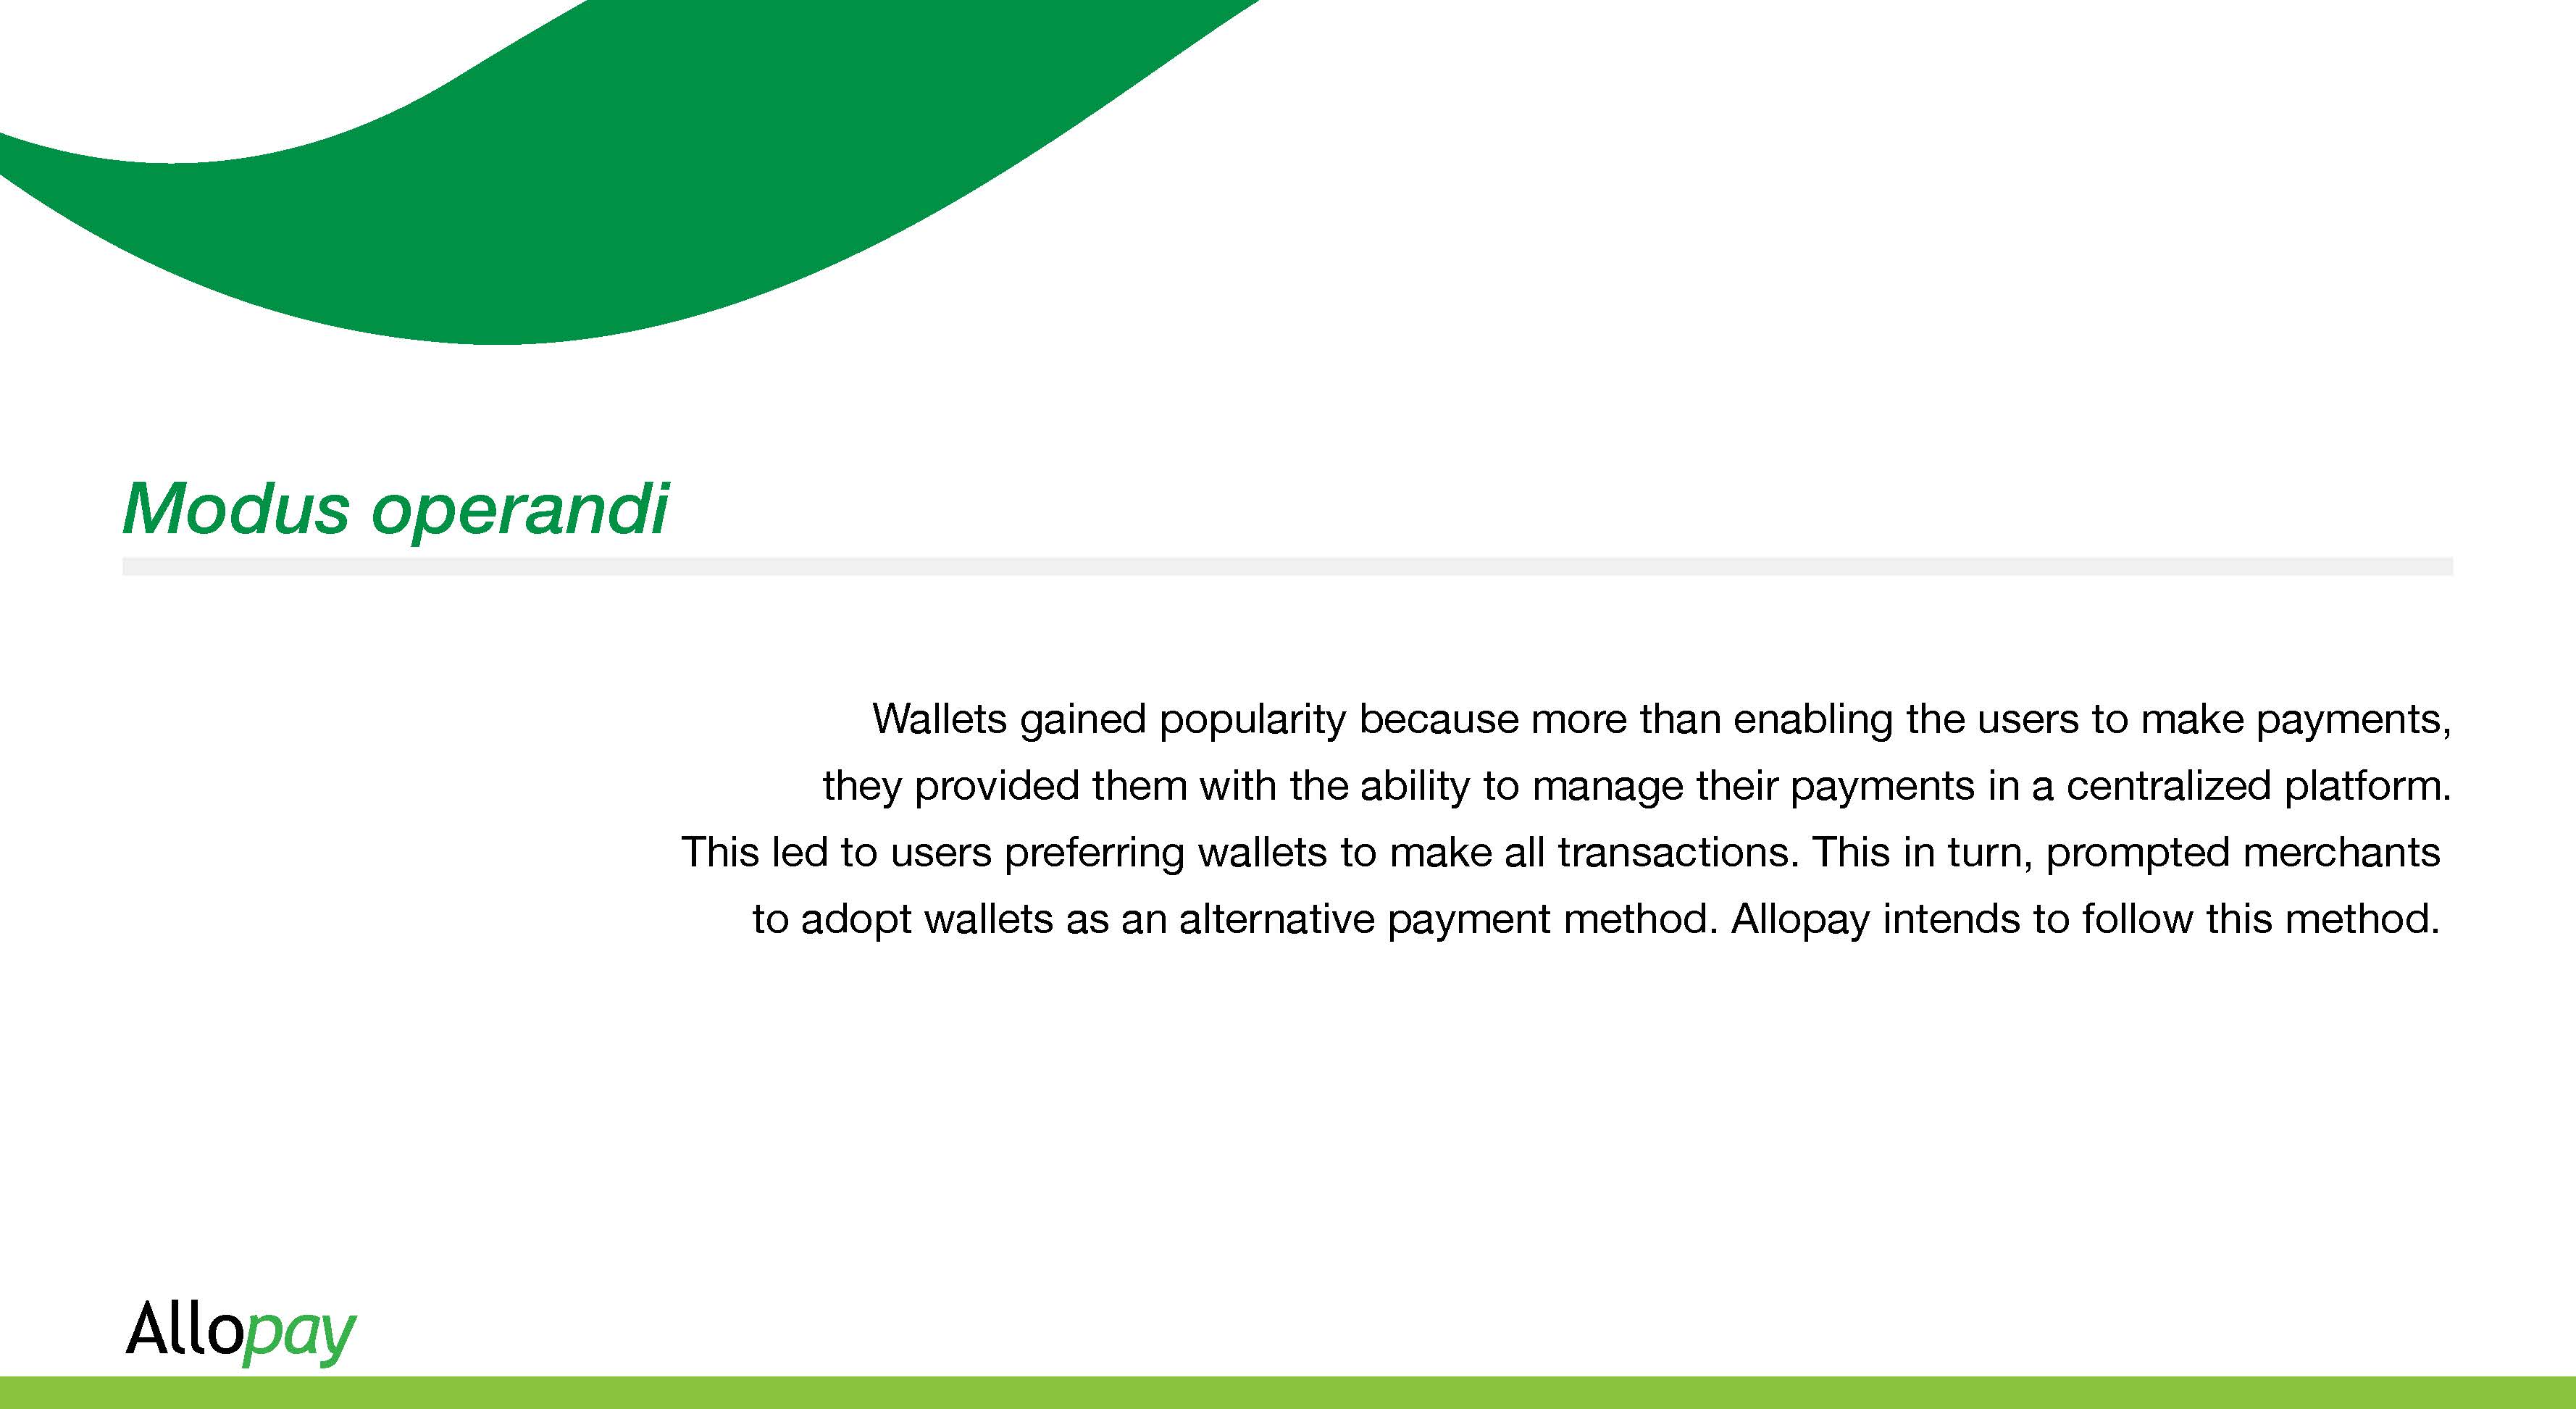 Modus operandi
Wallets gained popularity because more than enabling the users to make payments,
they provided them with the ability to manage their payments in a centralized platform.
This led to users preferring wallets to make all transactions. This in turn, prompted merchants
to adopt wallets as an alternative payment method. Allopay intends to follow this method.
Allopay